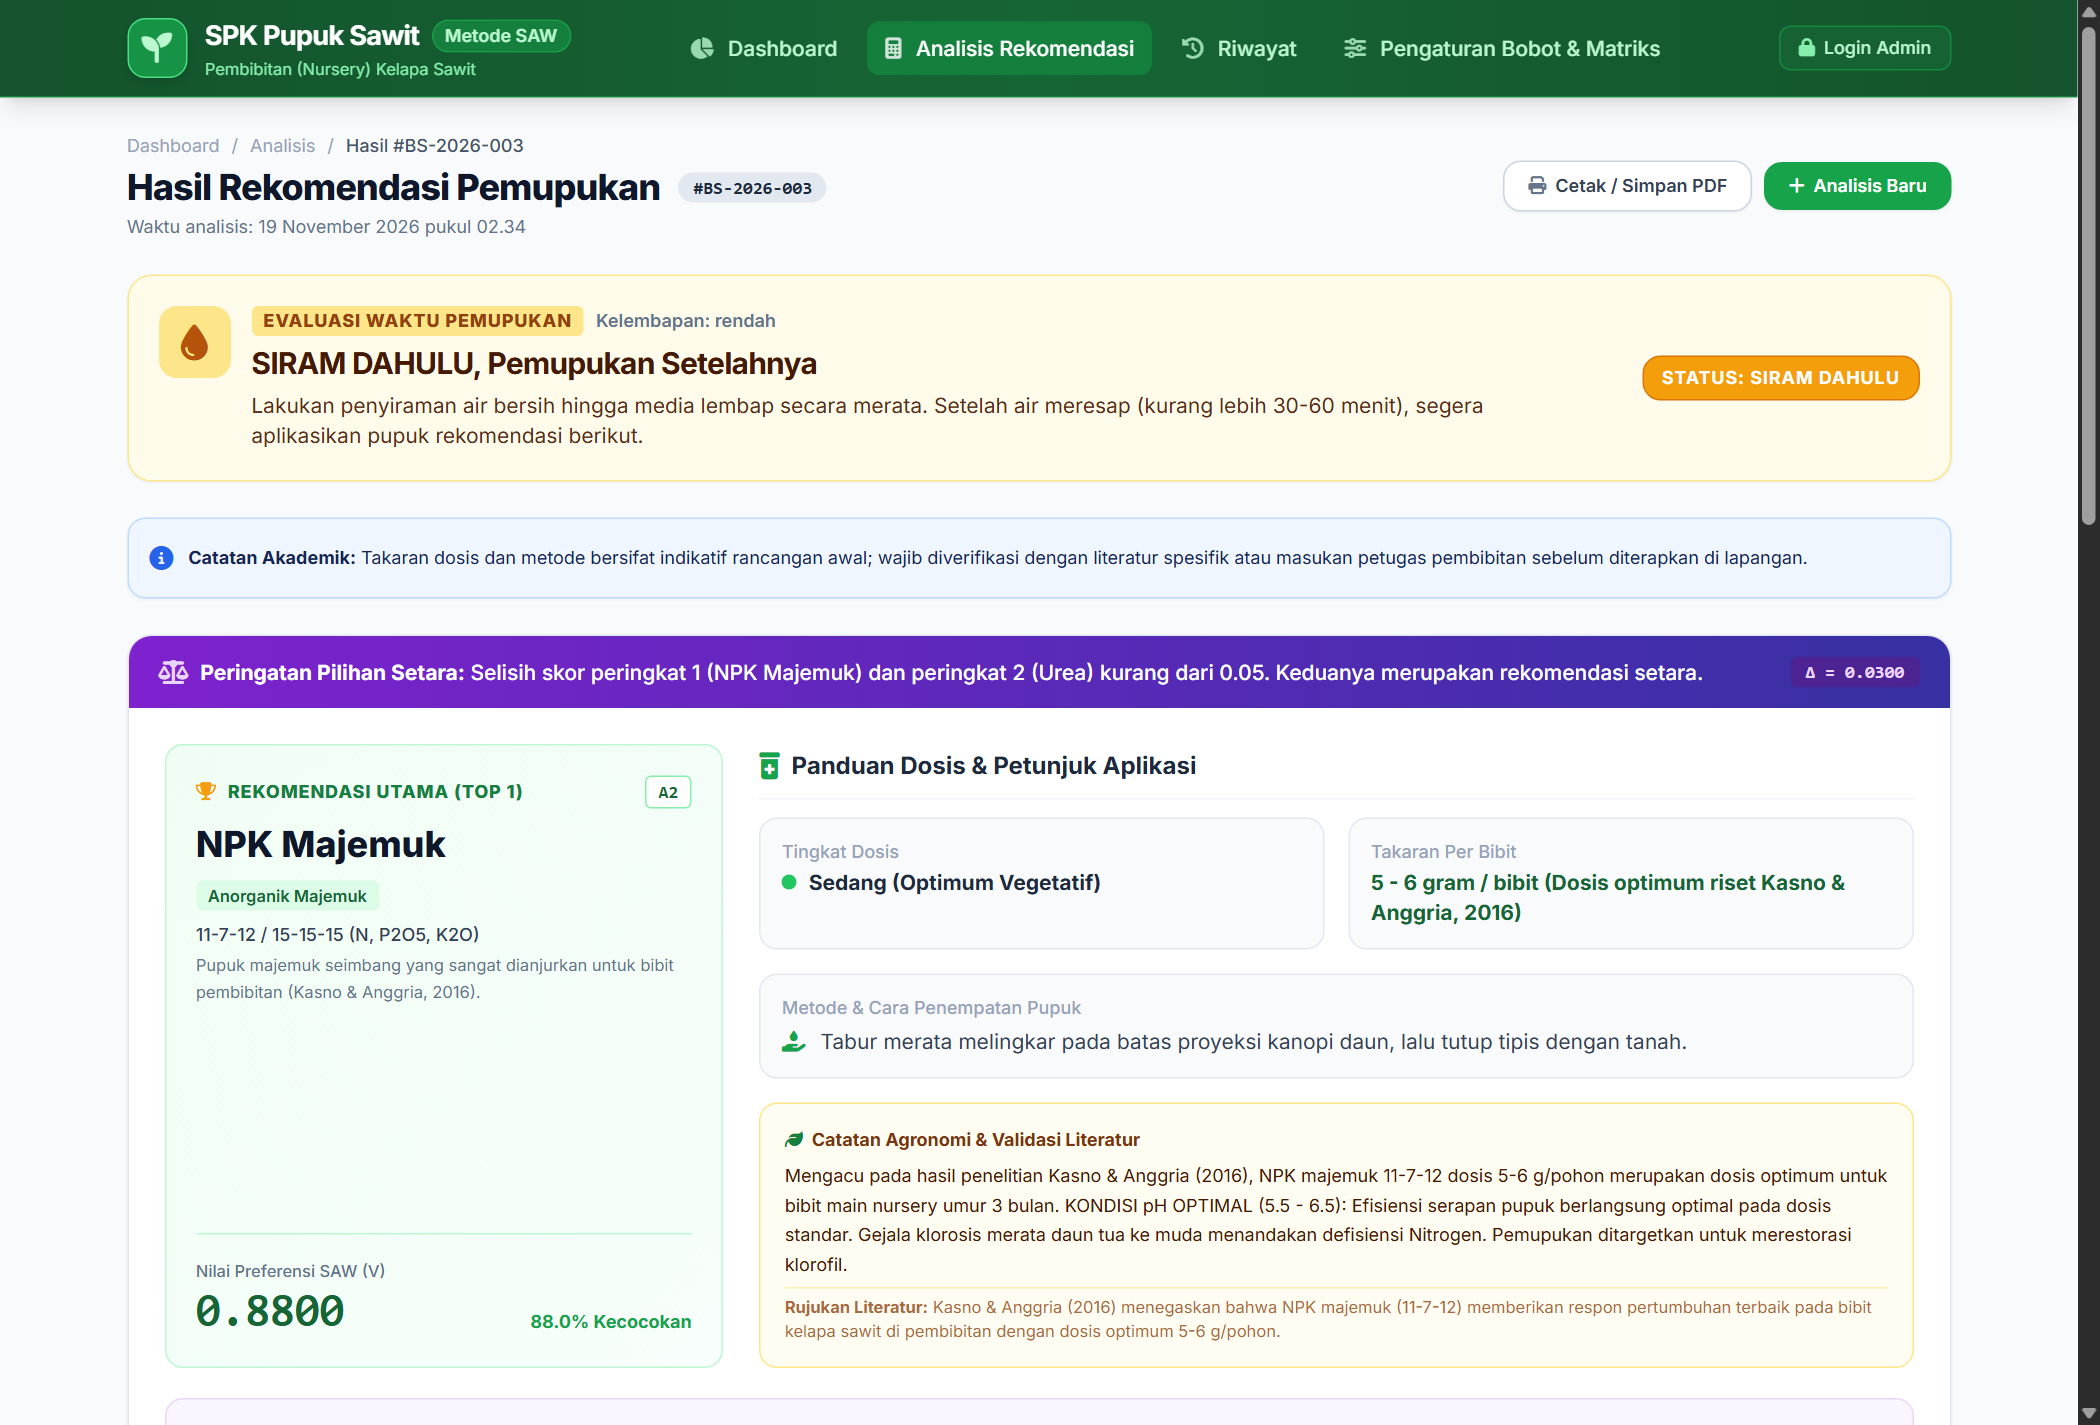 SPK Pupuk Sawit
Metode SAW
Pembibitan (Nursery) Kelapa Sawit
Dashboard
Analisis Rekomendasi
Riwayat
Pengaturan Bobot & Matriks
Login Admin
Dashboard / Analisis / Hasil #BS-2026-003
Hasil Rekomendasi Pemupukan
#BS-2026-003
Waktu analisis: 19 November 2026 pukul 02.34
Cetak / Simpan PDF
Analisis Baru
EVALUASI WAKTU PEMUPUKAN
Kelembapan: rendah
SIRAM DAHULU, Pemupukan Setelahnya
Lakukan penyiraman air bersih hingga media lembap secara merata. Setelah air meresap (kurang lebih 30-60 menit), segera
aplikasikan pupuk rekomendasi berikut.
STATUS: SIRAM DAHULU
Catatan Akademik: Takaran dosis dan metode bersifat indikatif rancangan awal; wajib diverifikasi dengan literatur spesifik atau masukan petugas pembibitan sebelum diterapkan di lapangan.
Peringatan Pilihan Setara: Selisih skor peringkat 1 (NPK Majemuk) dan peringkat 2 (Urea) kurang dari 0.05. Keduanya merupakan rekomendasi setara.
Δ = 0.0300
REKOMENDASI UTAMA (TOP 1)
A2
NPK Majemuk
Anorganik Majemuk
11-7-12 / 15-15-15 (N, P2O5, K2O)
Pupuk majemuk seimbang yang sangat dianjurkan untuk bibit
pembibitan (Kasno & Anggria, 2016).
Nilai Preferensi SAW (V)
0.8800
88.0% Kecocokan
Panduan Dosis & Petunjuk Aplikasi
Tingkat Dosis
Sedang (Optimum Vegetatif)
Takaran Per Bibit
5 - 6 gram / bibit (Dosis optimum riset Kasno &
Anggria, 2016)
Metode & Cara Penempatan Pupuk
Tabur merata melingkar pada batas proyeksi kanopi daun, lalu tutup tipis dengan tanah.
Catatan Agronomi & Validasi Literatur
Mengacu pada hasil penelitian Kasno & Anggria (2016), NPK majemuk 11-7-12 dosis 5-6 g/pohon merupakan dosis optimum untuk
bibit main nursery umur 3 bulan. KONDISI pH OPTIMAL (5.5 - 6.5): Efisiensi serapan pupuk berlangsung optimal pada dosis
standar. Gejala klorosis merata daun tua ke muda menandakan defisiensi Nitrogen. Pemupukan ditargetkan untuk merestorasi
klorofil.
Rujukan Literatur: Kasno & Anggria (2016) menegaskan bahwa NPK majemuk (11-7-12) memberikan respon pertumbuhan terbaik pada bibit
kelapa sawit di pembibitan dengan dosis optimum 5-6 g/pohon.